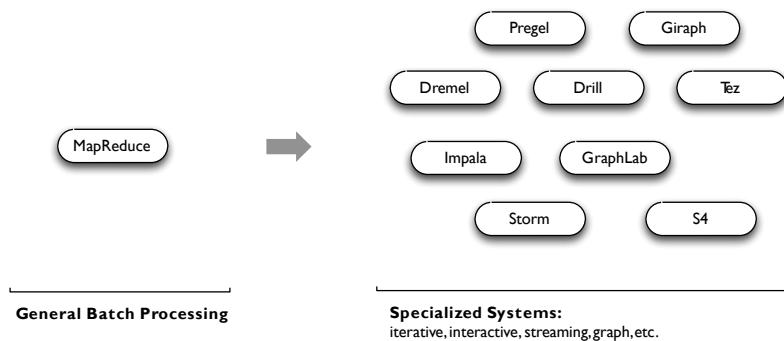 Pregel
Giraph
Dremel
Drill
Tez
MapReduce
Impala
GraphLab
Storm
S4
General Batch Processing
Specialized Systems:
iterative, interactive, streaming, graph, etc.